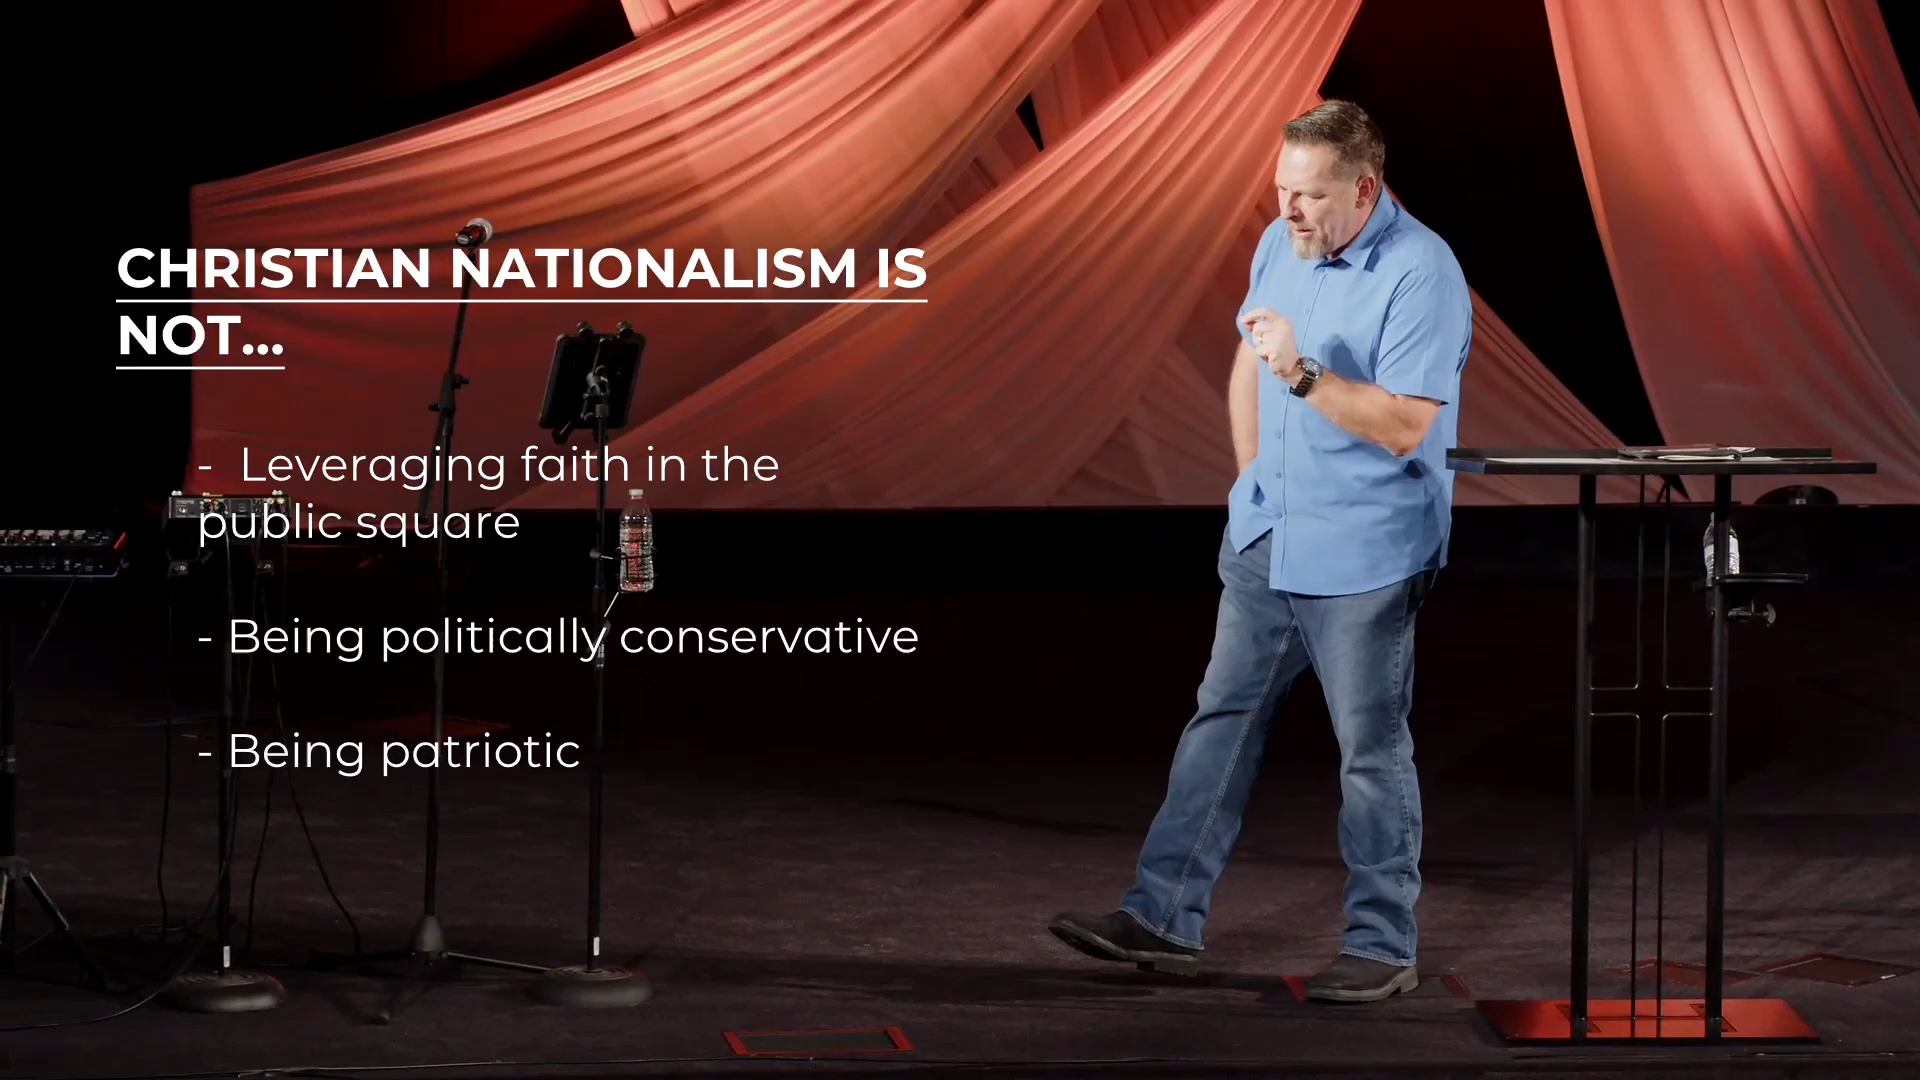 CHRISTIAN NATIONALISM IS
NOT...
- Leveraging faith in the
public square
- Being politically conservative
- Being patriotic